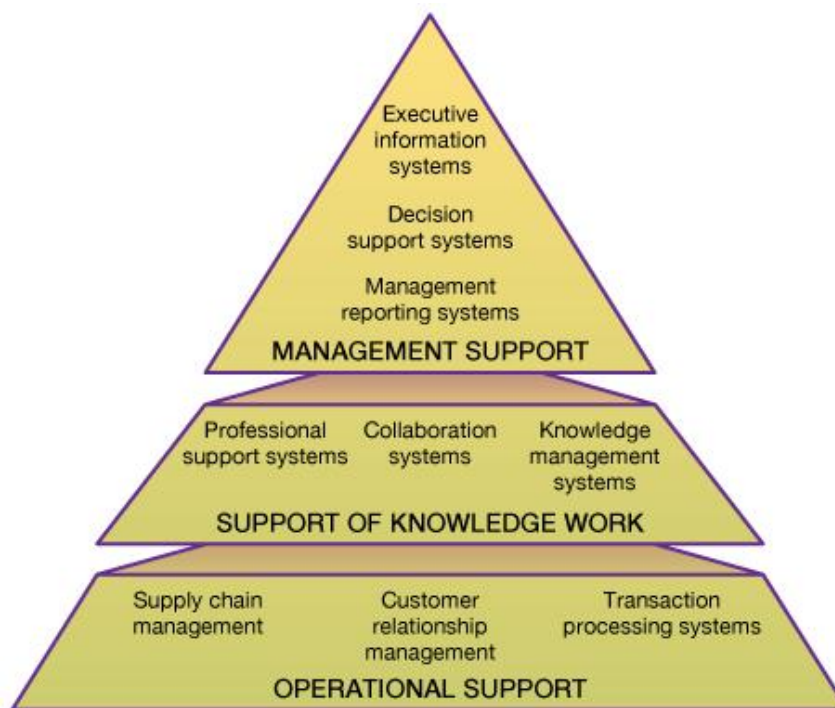 Executive
information
systems
Decision
support systems
Management
reporting systems
MANAGEMENT SUPPORT
Professional
support systems
Collaboration
systems
Knowledge
management
systems
SUPPORT OF KNOWLEDGE WORK
Supply chain
management
Customer
relationship
management
Transaction
processing systems
OPERATIONAL SUPPORT